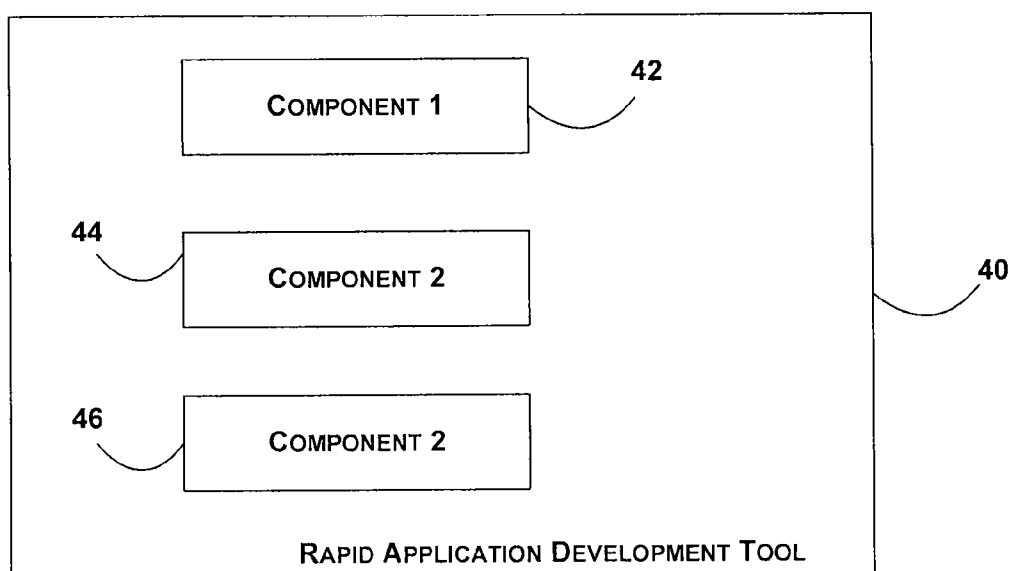 42
COMPONENT 1
44
COMPONENT 2
40
46
COMPONENT 2
RAPID APPLICATION DEVELOPMENT TOOL